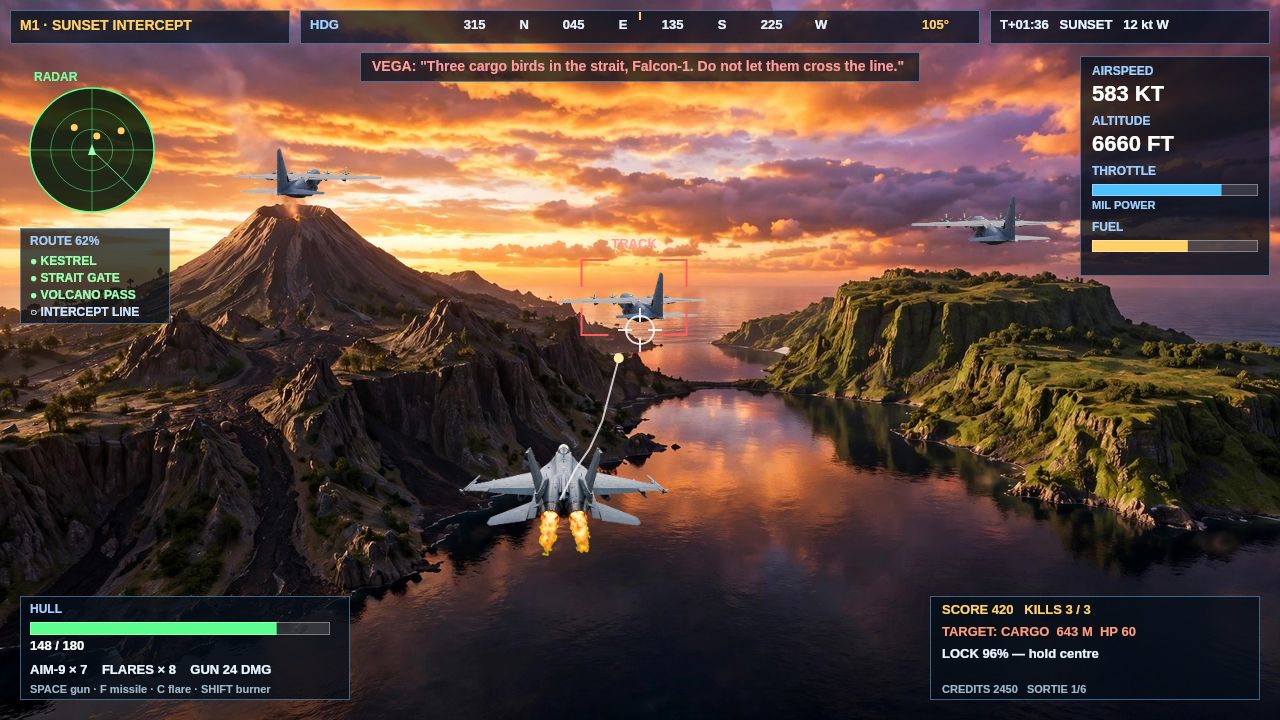 M1 · SUNSET INTERCEPT
HDG 315 N 045 E 135 S 225 W 105°
T+01:36 SUNSET 12 kt W
VEGA: "Three cargo birds in the strait, Falcon-1. Do not let them cross the line."
RADAR
AIRSPEED
583 KT
ALTITUDE
6660 FT
THROTTLE
MIL POWER
FUEL
ROUTE 62%
● KESTREL
● STRAIT GATE
● VOLCANO PASS
○ INTERCEPT LINE
TRACK
HULL
148 / 180
AIM-9 × 7 FLARES × 8 GUN 24 DMG
SPACE gun · F missile · C flare · SHIFT burner
SCORE 420 KILLS 3 / 3
TARGET: CARGO 643 M HP 60
LOCK 96% — hold centre
CREDITS 2450 SORTIE 1/6